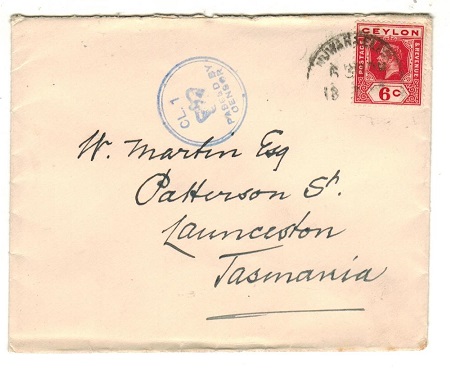 CEYLON
POSTAGE & REVENUE
6c
PASSED BY
CENSOR
CL 1
W. Martin Esq
Patterson St.
Launceston
Tasmania